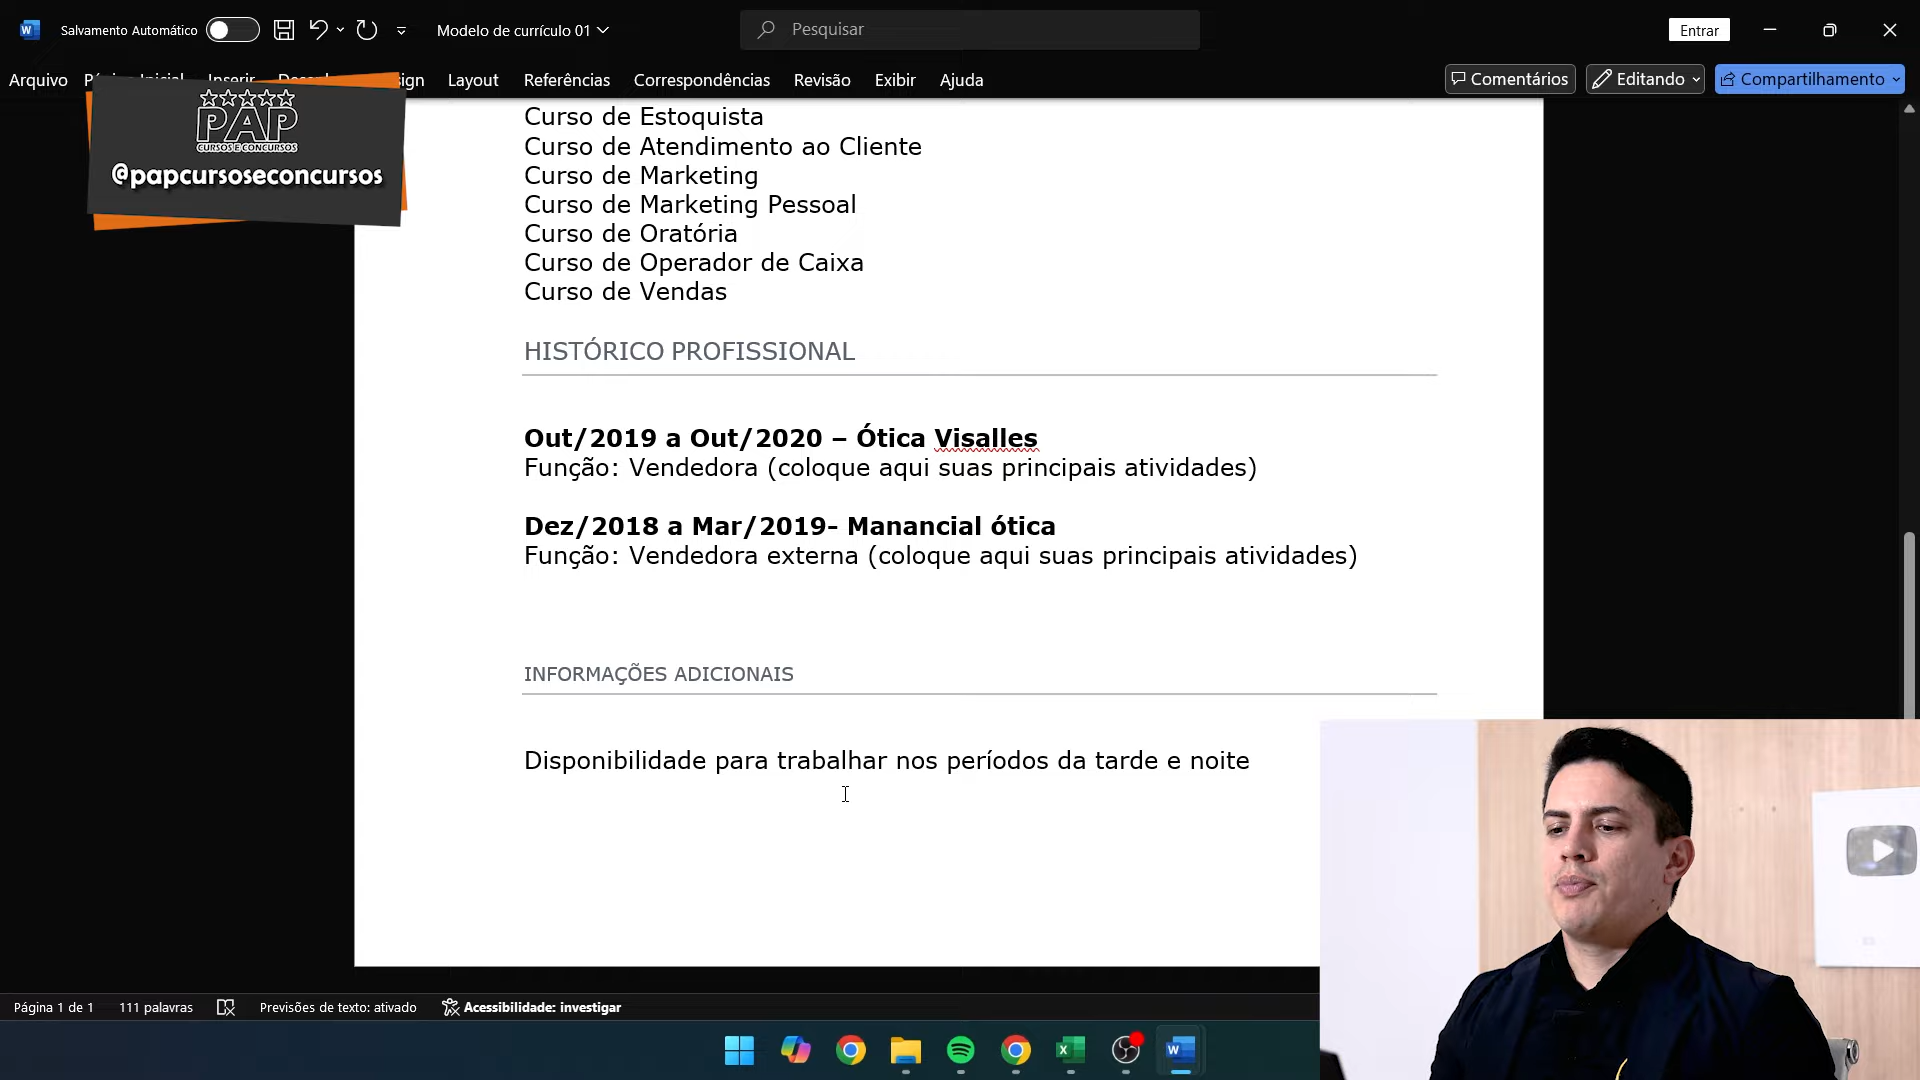 Salvamento Automático
Modelo de currículo 01
Pesquisar
Entrar
Arquivo
Layout
Referências
Correspondências
Revisão
Exibir
Ajuda
Comentários
Editando
Compartilhamento
PAP
CURSOS E CONCURSOS
@papcursoseconcursos
Curso de Estoquista
Curso de Atendimento ao Cliente
Curso de Marketing
Curso de Marketing Pessoal
Curso de Oratória
Curso de Operador de Caixa
Curso de Vendas
HISTÓRICO PROFISSIONAL
Out/2019 a Out/2020 – Ótica Visalles
Função: Vendedora (coloque aqui suas principais atividades)
Dez/2018 a Mar/2019- Manancial ótica
Função: Vendedora externa (coloque aqui suas principais atividades)
INFORMAÇÕES ADICIONAIS
Disponibilidade para trabalhar nos períodos da tarde e noite
Página 1 de 1
111 palavras
Previsões de texto: ativado
Acessibilidade: investigar